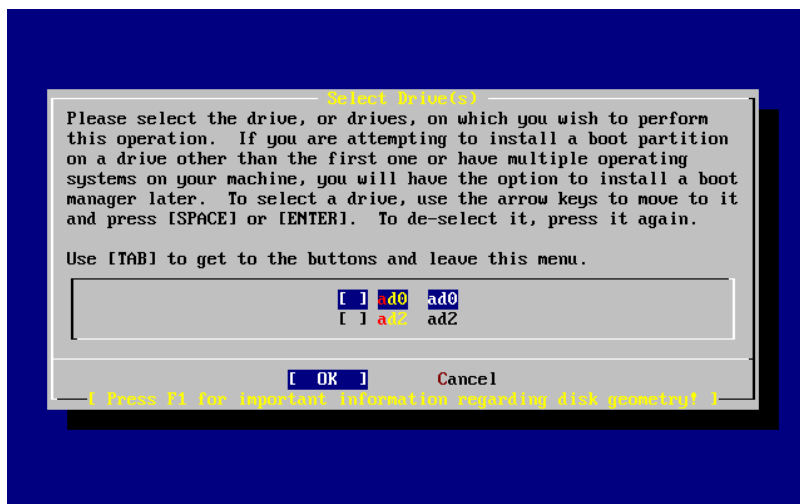 Select Drive(s)
Please select the drive, or drives, on which you wish to perform
this operation.  If you are attempting to install a boot partition
on a drive other than the first one or have multiple operating
systems on your machine, you will have the option to install a boot
manager later.  To select a drive, use the arrow keys to move to it
and press [SPACE] or [ENTER].  To de-select it, press it again.
Use [TAB] to get to the buttons and leave this menu.
[ ] ad0  ad0
[ ] ad2  ad2
[  OK  ]       Cancel
[ Press F1 for important information regarding disk geometry! ]